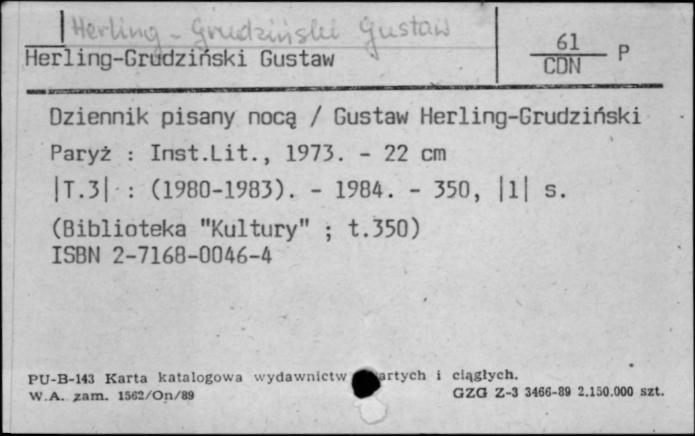 Herling-Grudziński Gustaw
Herling-Grudziński Gustaw
61
CDN P
Dziennik pisany nocą / Gustaw Herling-Grudziński
Paryż : Inst.Lit., 1973. - 22 cm
|T.3| : (1980-1983). - 1984. - 350, |1| s.
(Biblioteka "Kultury" ; t.350)
ISBN 2-7168-0046-4
PU-B-143 Karta katalogowa wydawnictw artych i ciągłych.
W.A. zam. 1562/On/89 GZG Z-3 3466-89 2.150.000 szt.